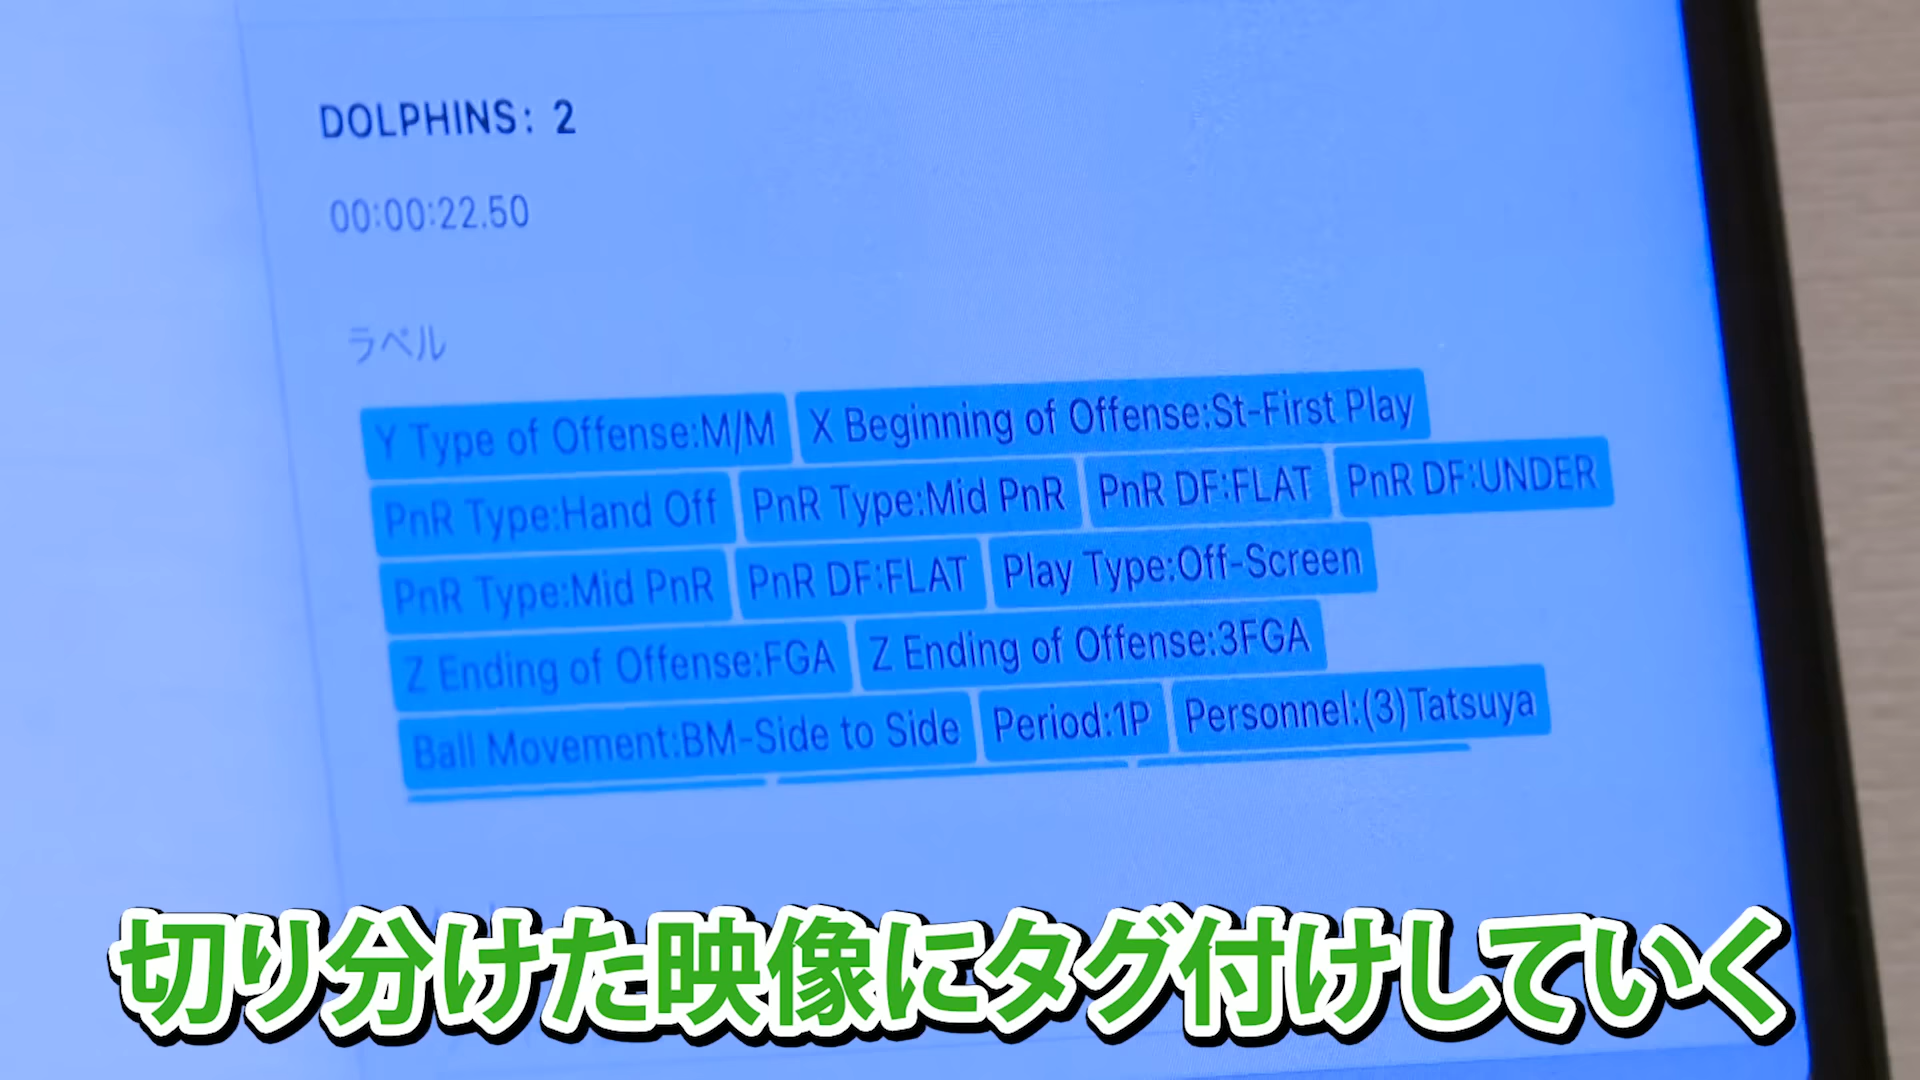 DOLPHINS: 2
00:00:22.50
ラベル
Y Type of Offense:M/M X Beginning of Offense:St-First Play
PnR Type:Hand Off PnR Type:Mid PnR PnR DF:FLAT PnR DF:UNDER
PnR Type:Mid PnR PnR DF:FLAT Play Type:Off-Screen
Z Ending of Offense:FGA Z Ending of Offense:3FGA
Ball Movement:BM-Side to Side Period:1P Personnel:(3)Tatsuya
切り分けた映像にタグ付けしていく